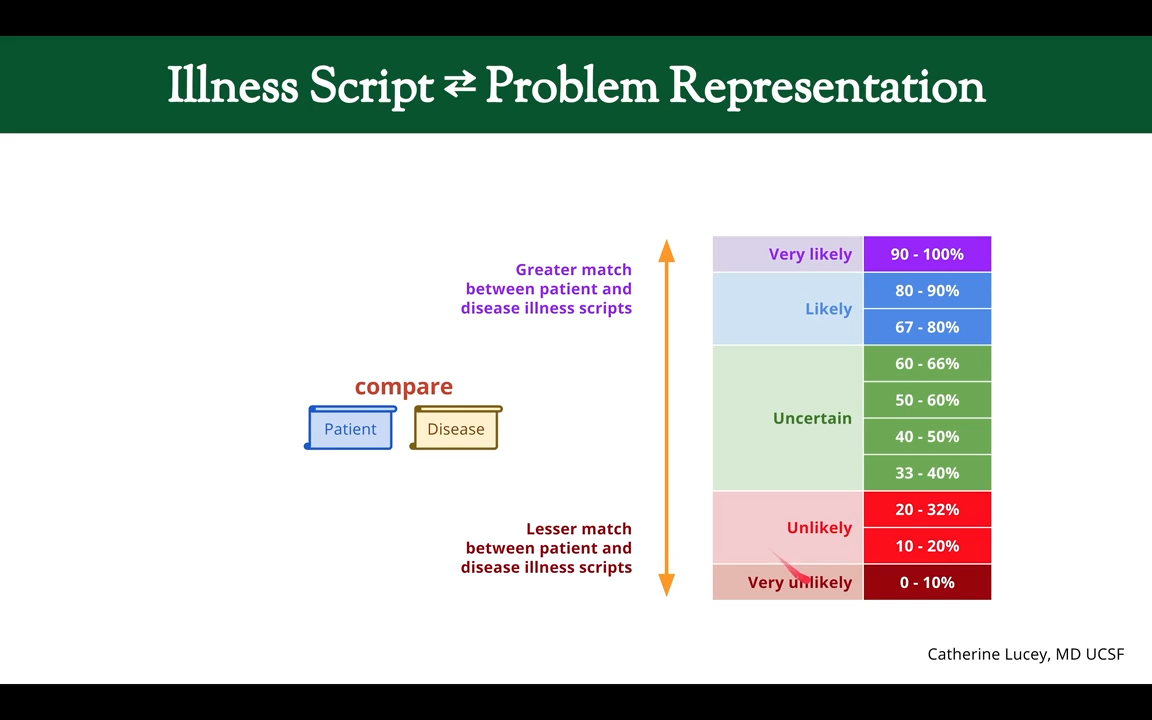 Illness Script ⇄ Problem Representation
Greater match
between patient and
disease illness scripts
compare
Patient
Disease
Lesser match
between patient and
disease illness scripts
Very likely 90 - 100%
Likely 80 - 90%
67 - 80%
Uncertain 60 - 66%
50 - 60%
40 - 50%
33 - 40%
Unlikely 20 - 32%
10 - 20%
Very unlikely 0 - 10%
Catherine Lucey, MD UCSF